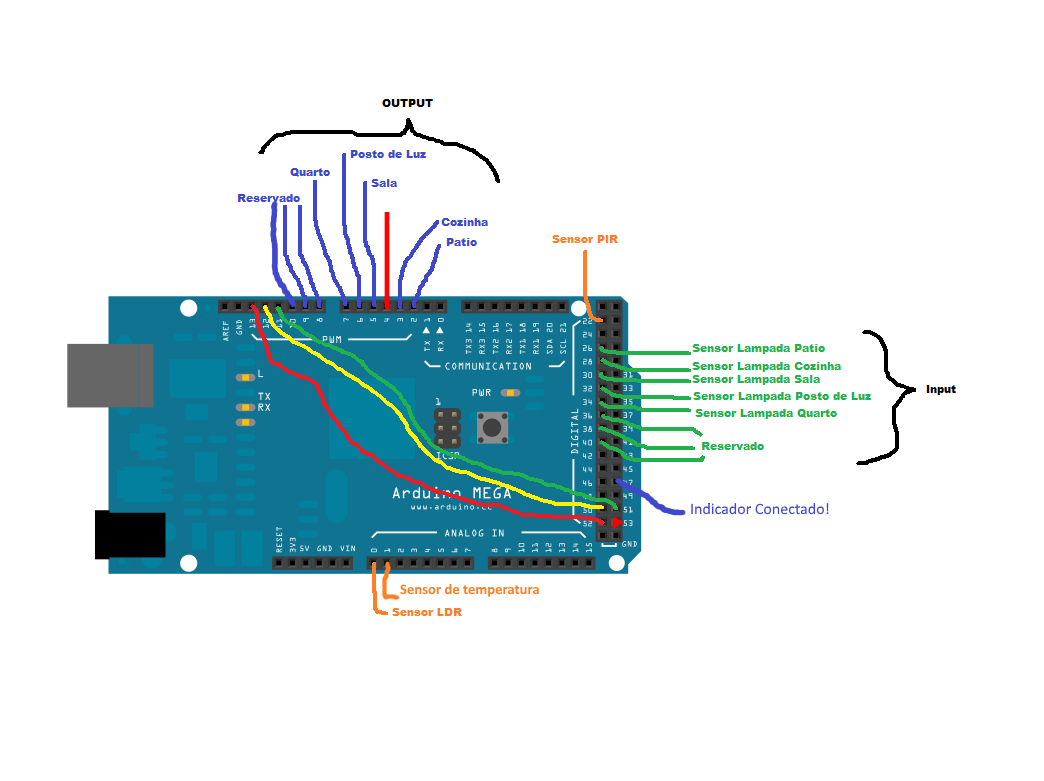 OUTPUT
Posto de Luz
Quarto
Sala
Reservado
Cozinha
Patio
Sensor PIR
AREF
GND
13
12
11
10
9
8
7
6
5
4
3
2
1
0
PWM
TX
RX
TX3 14
RX3 15
TX2 16
RX2 17
TX1 18
RX1 19
SDA 20
SCL 21
COMMUNICATION
L
TX
RX
PWR
1
ICSP
DIGITAL
22
24
26
28
30
31
32
33
34
35
36
37
38
39
40
41
42
43
44
45
46
47
49
50
51
52
53
GND
Sensor Lampada Patio
Sensor Lampada Cozinha
Sensor Lampada Sala
Sensor Lampada Posto de Luz
Sensor Lampada Quarto
Reservado
Input
Indicador Conectado!
Arduino MEGA
www.arduino.cc
ANALOG IN
RESET
3V3
5V
GND
VIN
0
1
2
3
4
5
6
7
8
9
10
11
12
13
14
15
Sensor de temperatura
Sensor LDR